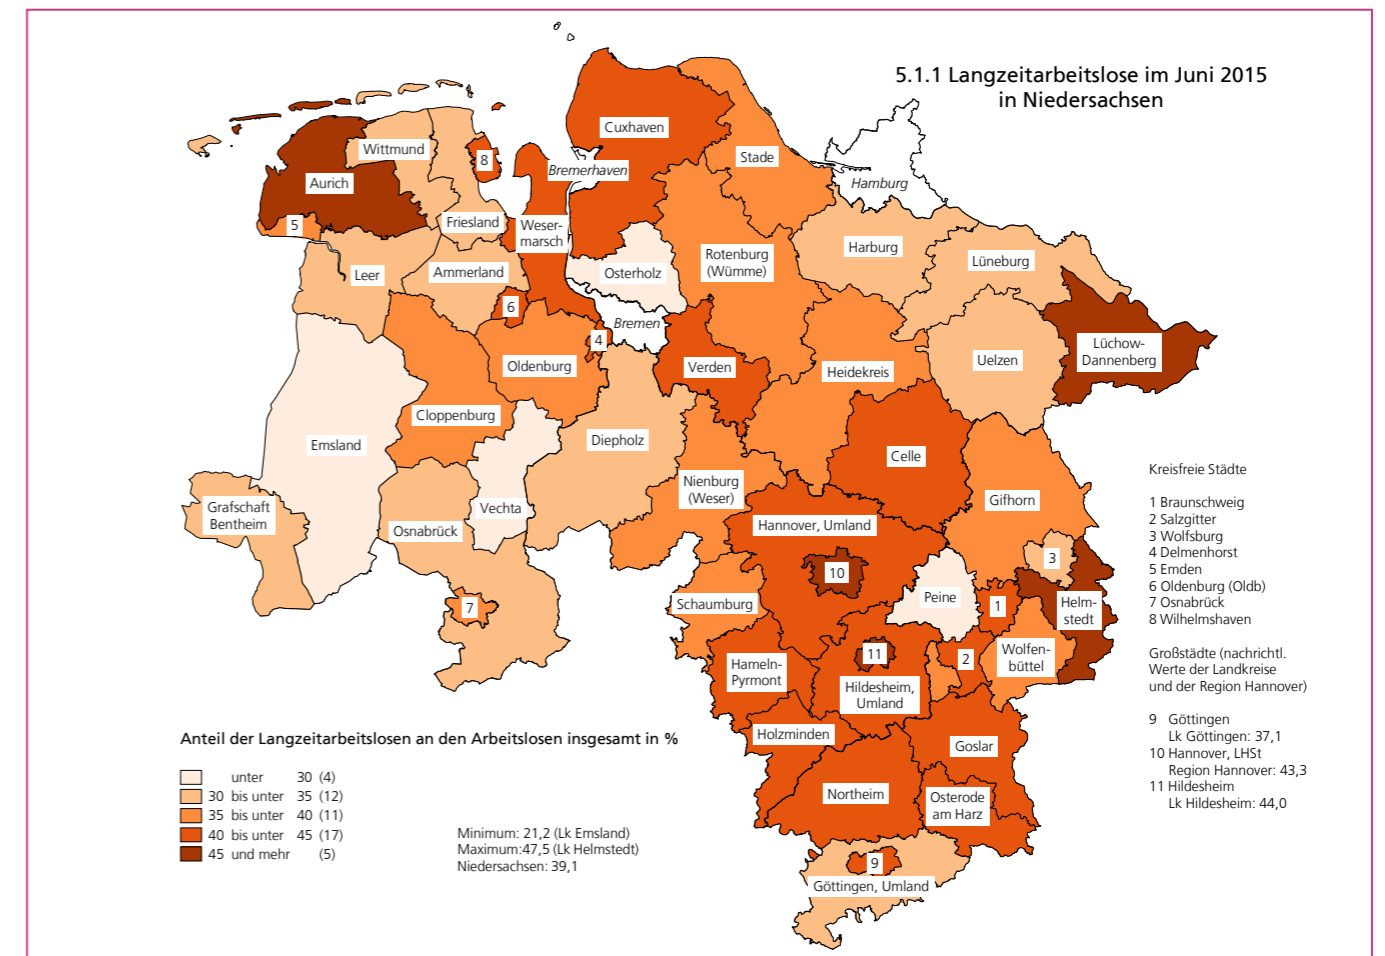 5.1.1 Langzeitarbeitslose im Juni 2015
in Niedersachsen
Cuxhaven
Stade
Wittmund
8
Bremerhaven
Aurich
Hamburg
5
Friesland
Weser-
marsch
Harburg
Lüneburg
Rotenburg
(Wümme)
Leer
Ammerland
Osterholz
6
Bremen
4
Lüchow-
Dannenberg
Oldenburg
Verden
Heidekreis
Uelzen
Cloppenburg
Emsland
Diepholz
Celle
Nienburg
(Weser)
Gifhorn
Grafschaft
Bentheim
Vechta
Osnabrück
Hannover, Umland
3
10
Peine
1
Helm-
stedt
7
Schaumburg
11
2
Wolfen-
büttel
Hameln-
Pyrmont
Hildesheim,
Umland
Holzminden
Goslar
Northeim
Osterode
am Harz
9
Göttingen, Umland
Kreisfreie Städte
1 Braunschweig
2 Salzgitter
3 Wolfsburg
4 Delmenhorst
5 Emden
6 Oldenburg (Oldb)
7 Osnabrück
8 Wilhelmshaven
Großstädte (nachrichtl.
Werte der Landkreise
und der Region Hannover)
9 Göttingen
Lk Göttingen: 37,1
10 Hannover, LHSt
Region Hannover: 43,3
11 Hildesheim
Lk Hildesheim: 44,0
Anteil der Langzeitarbeitslosen an den Arbeitslosen insgesamt in %
unter 30 (4)
30 bis unter 35 (12)
35 bis unter 40 (11)
40 bis unter 45 (17)
45 und mehr (5)
Minimum: 21,2 (Lk Emsland)
Maximum:47,5 (Lk Helmstedt)
Niedersachsen: 39,1